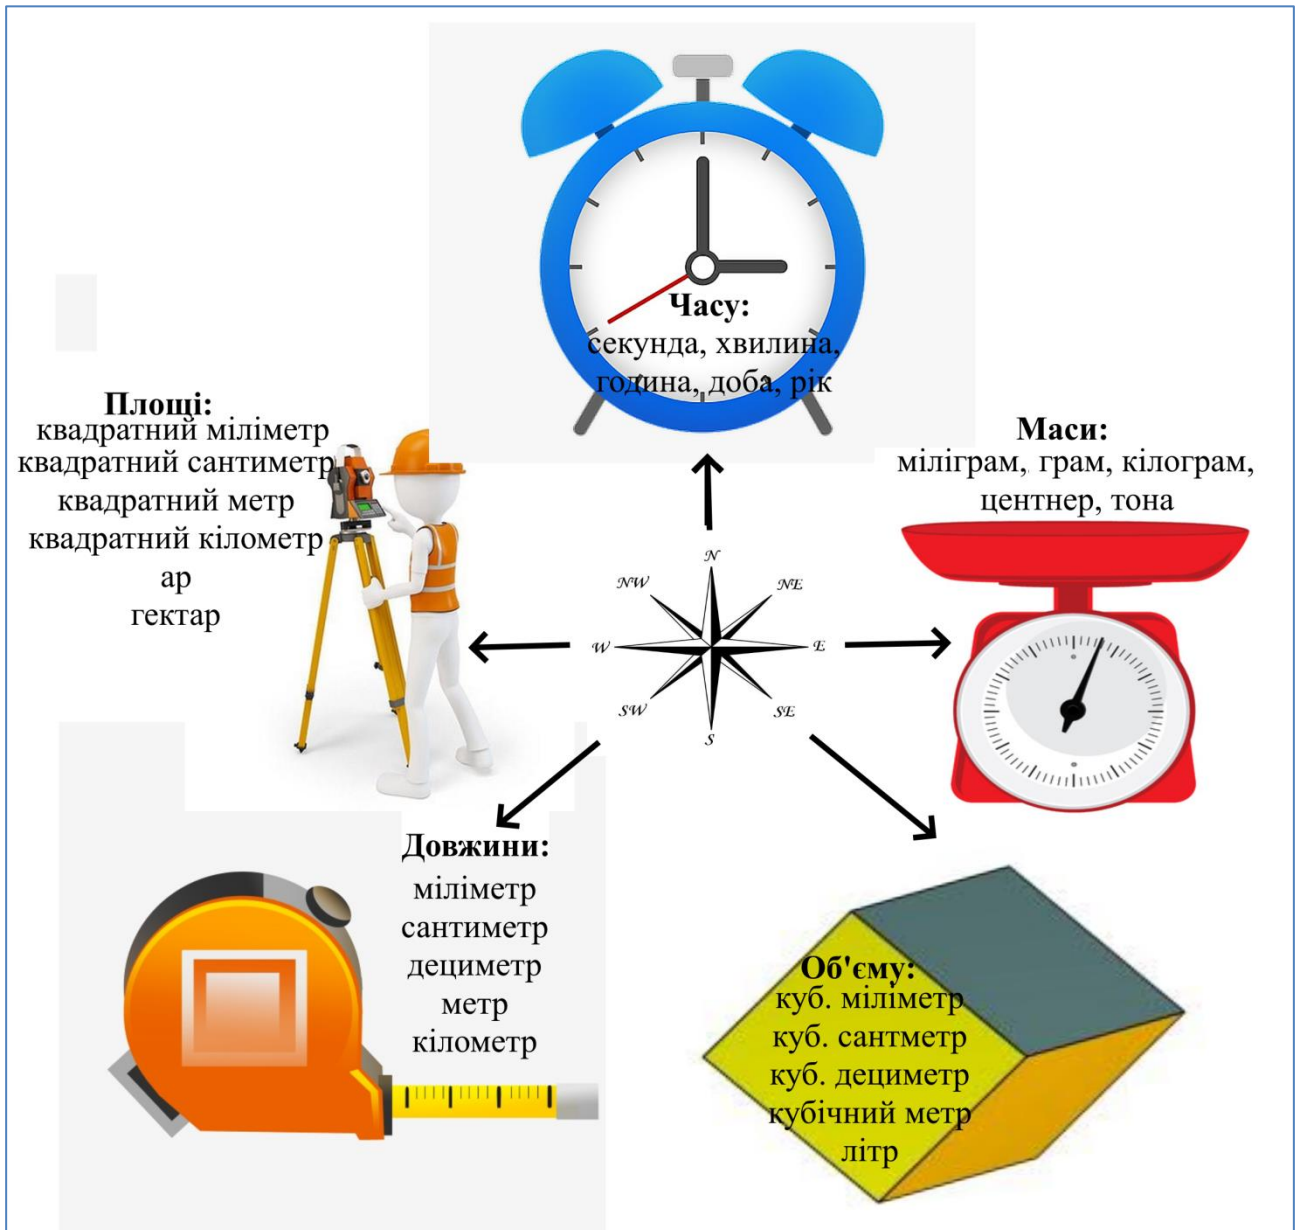 Часу:
секунда, хвилина,
година, доба, рік
Площі:
квадратний міліметр
квадратний сантиметр
квадратний метр
квадратний кілометр
ар
гектар
Маси:
міліграм, грам, кілограм,
центнер, тона
N
NW
NE
W
E
SW
SE
S
Довжини:
міліметр
сантиметр
дециметр
метр
кілометр
Об'єму:
куб. міліметр
куб. сантметр
куб. дециметр
кубічний метр
літр